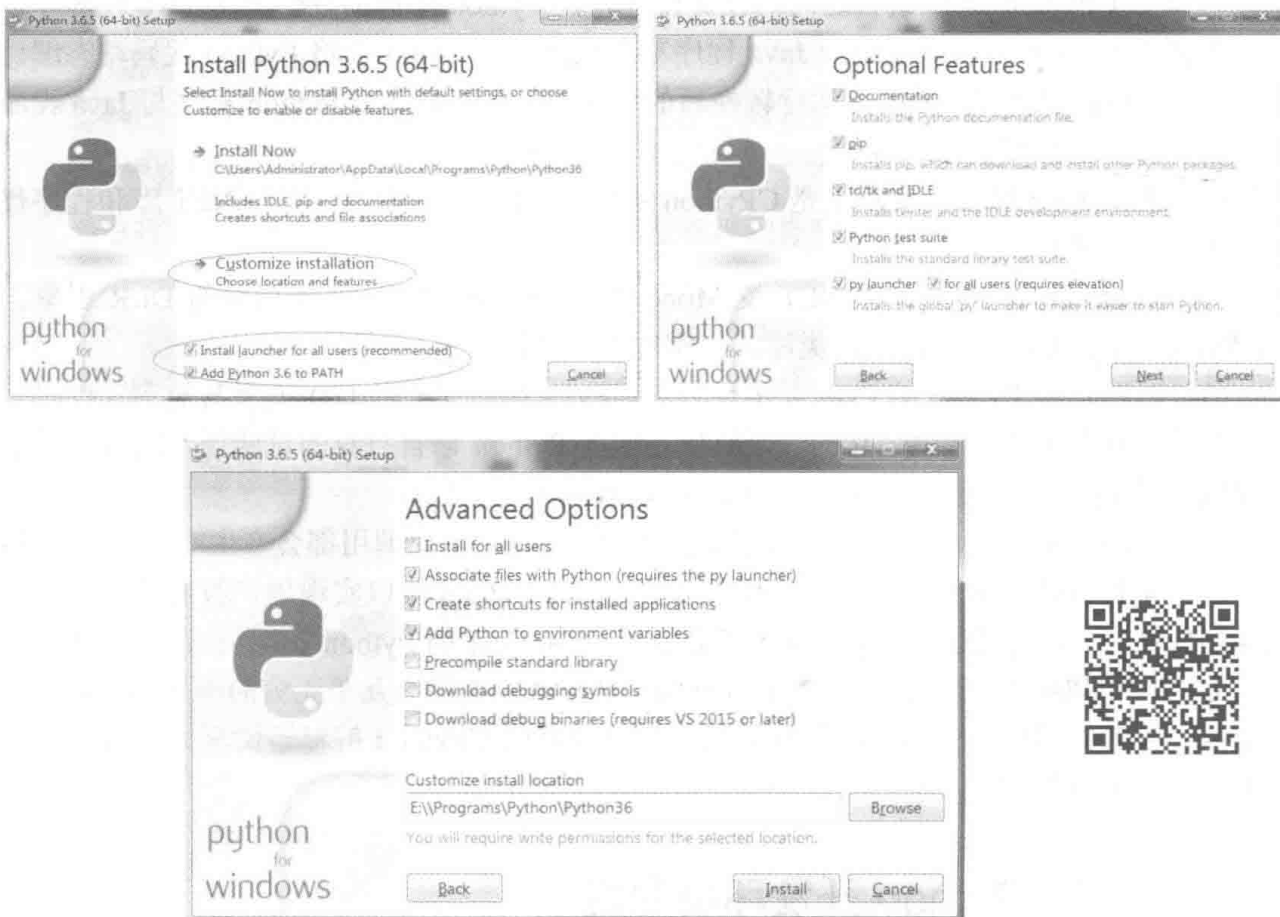 Python 3.6.5 (64-bit) Setup
Install Python 3.6.5 (64-bit)
Select Install Now to install Python with default settings, or choose
Customize to enable or disable features.
Install Now
C:\Users\Administrator\AppData\Local\Programs\Python\Python36
Includes IDLE, pip and documentation
Creates shortcuts and file associations
Customize installation
Choose location and features
Install launcher for all users (recommended)
Add Python 3.6 to PATH
Cancel
python
for
windows
Python 3.6.5 (64-bit) Setup
Optional Features
Documentation
Installs the Python documentation file.
pip
Installs pip, which can download and install other Python packages.
tcl/tk and IDLE
Installs tkinter and the IDLE development environment.
Python test suite
Installs the standard library test suite.
py launcher for all users (requires elevation)
Installs the global 'py' launcher to make it easier to start Python.
python
for
windows
Back Next Cancel
Python 3.6.5 (64-bit) Setup
Advanced Options
Install for all users
Associate files with Python (requires the py launcher)
Create shortcuts for installed applications
Add Python to environment variables
Precompile standard library
Download debugging symbols
Download debug binaries (requires VS 2015 or later)
Customize install location
E:\\Programs\Python\Python36
Browse
You will require write permissions for the selected location.
python
for
windows
Back Install Cancel